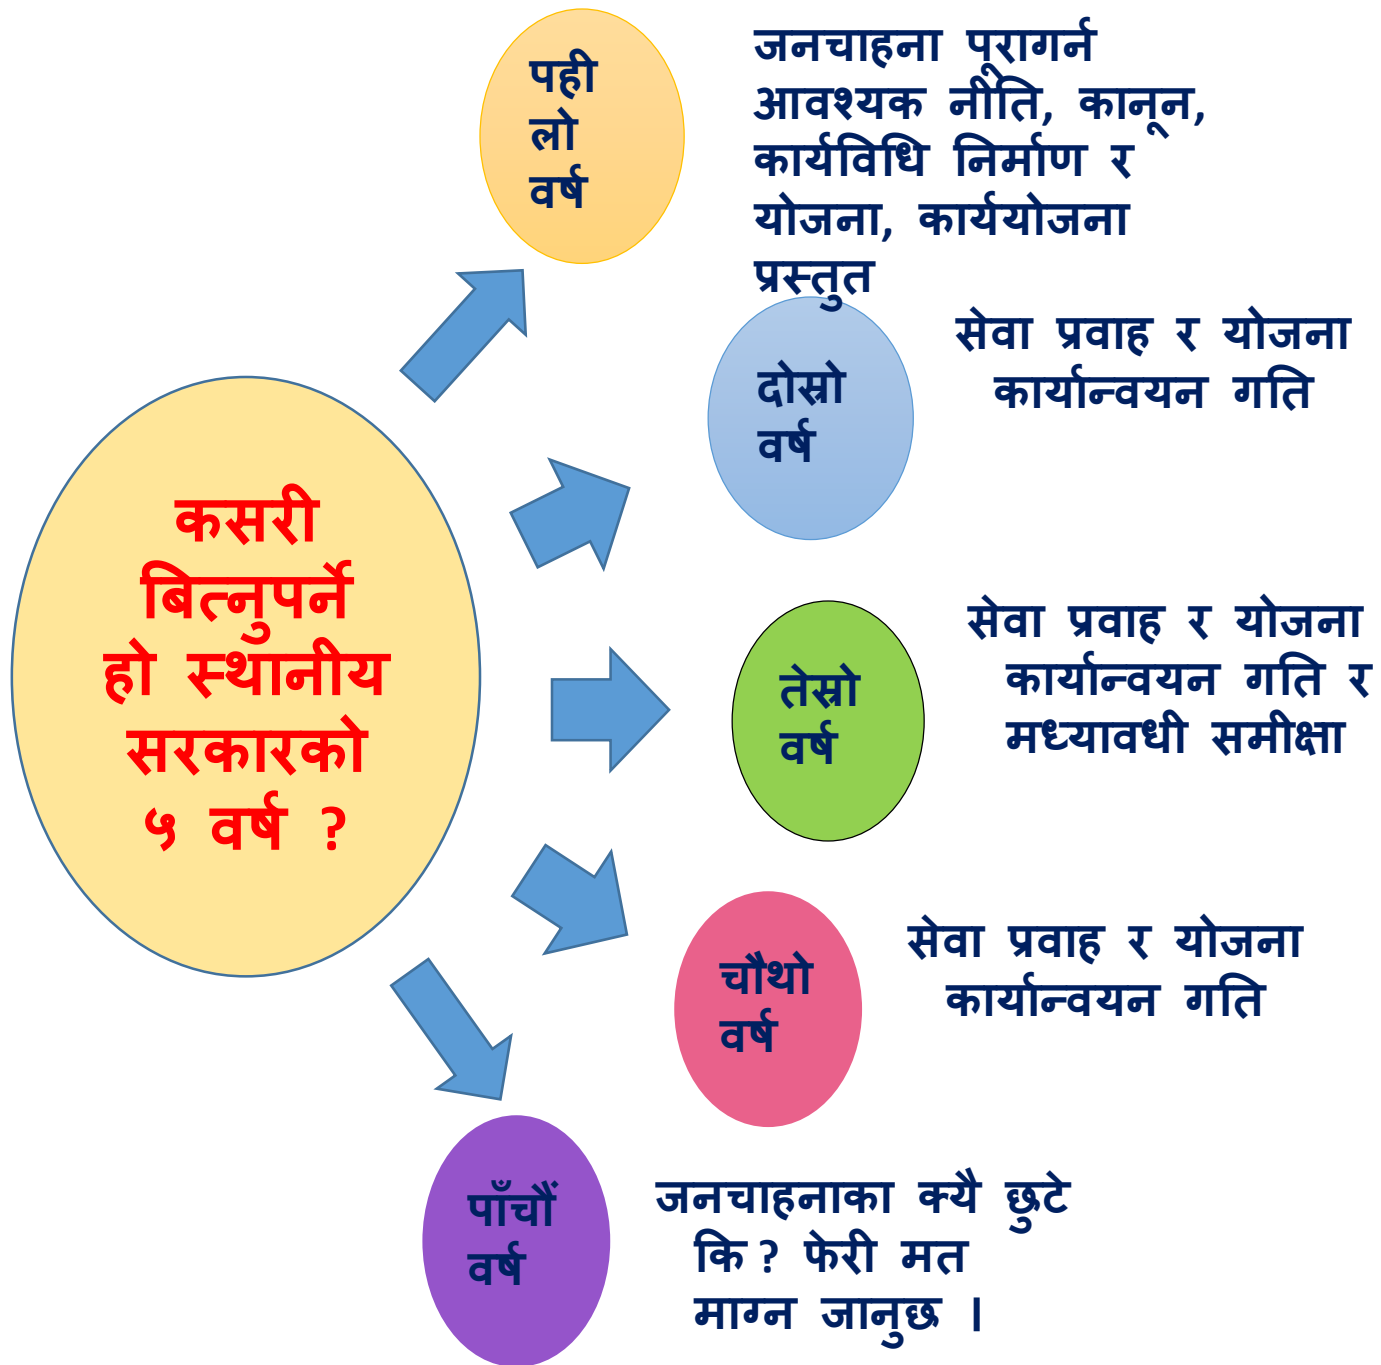 पही
लो
वर्ष
जनचाहना पूरागर्न
आवश्यक नीति, कानून,
कार्यविधि निर्माण र
योजना, कार्ययोजना
प्रस्तुत
दोस्रो
वर्ष
सेवा प्रवाह र योजना
कार्यान्वयन गति
कसरी
बित्नुपर्ने
हो स्थानीय
सरकारको
५ वर्ष ?
तेस्रो
वर्ष
सेवा प्रवाह र योजना
कार्यान्वयन गति र
मध्यावधी समीक्षा
चौथो
वर्ष
सेवा प्रवाह र योजना
कार्यान्वयन गति
पाँचौं
वर्ष
जनचाहनाका क्यै छुटे
कि ? फेरी मत
माग्न जानुछ ।